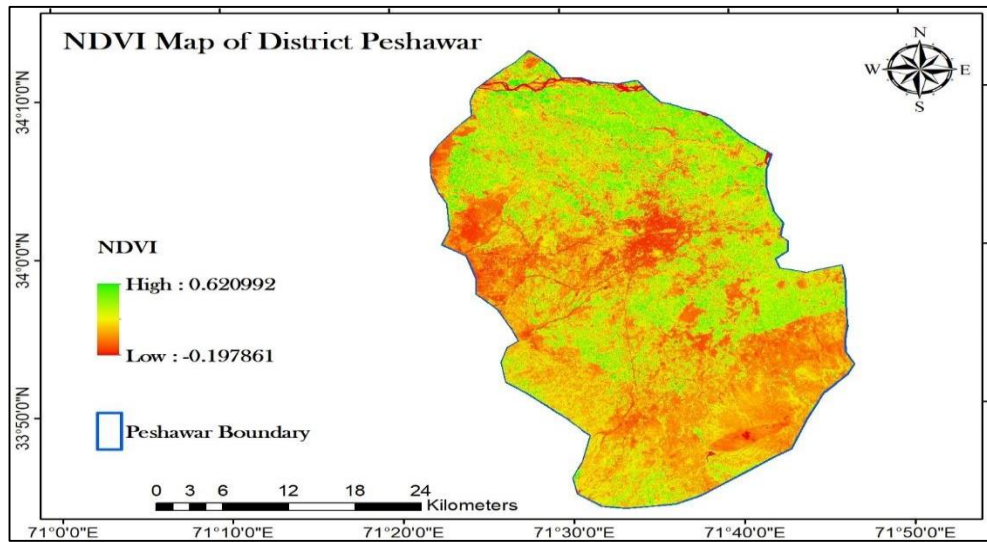 NDVI Map of District Peshawar
N
W E
S
34°10'0"N
34°0'0"N
33°50'0"N
NDVI
High : 0.620992
Low : -0.197861
Peshawar Boundary
0 3 6 12 18 24
Kilometers
71°0'0"E 71°10'0"E 71°20'0"E 71°30'0"E 71°40'0"E 71°50'0"E